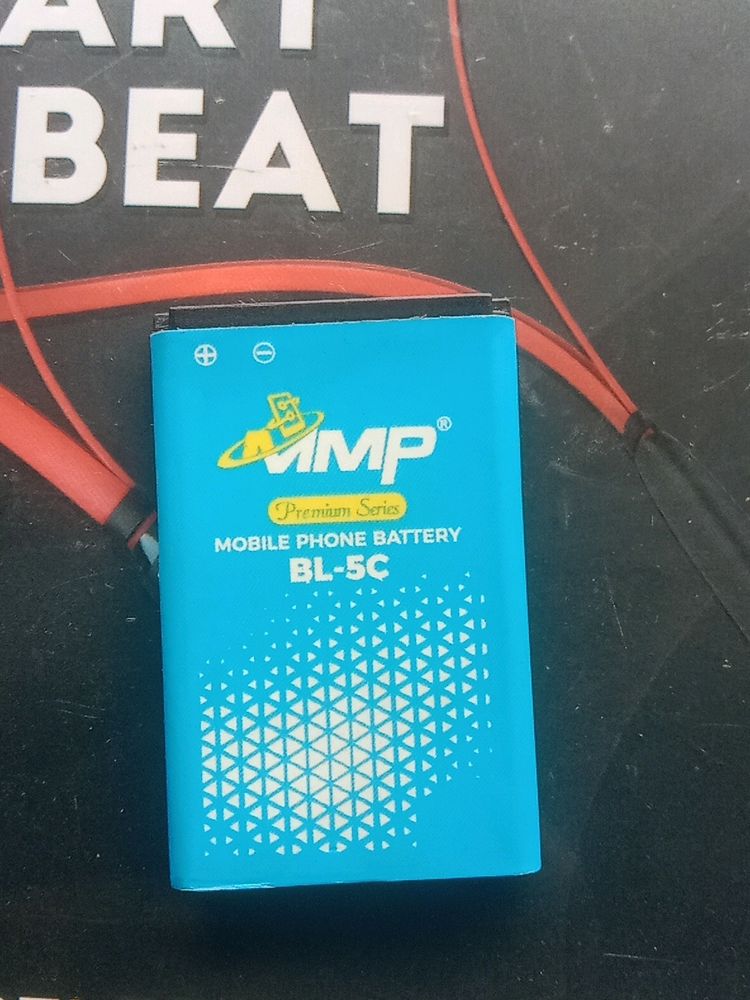 ART
BEAT
MMP®
Premium Series
MOBILE PHONE BATTERY
BL-5C